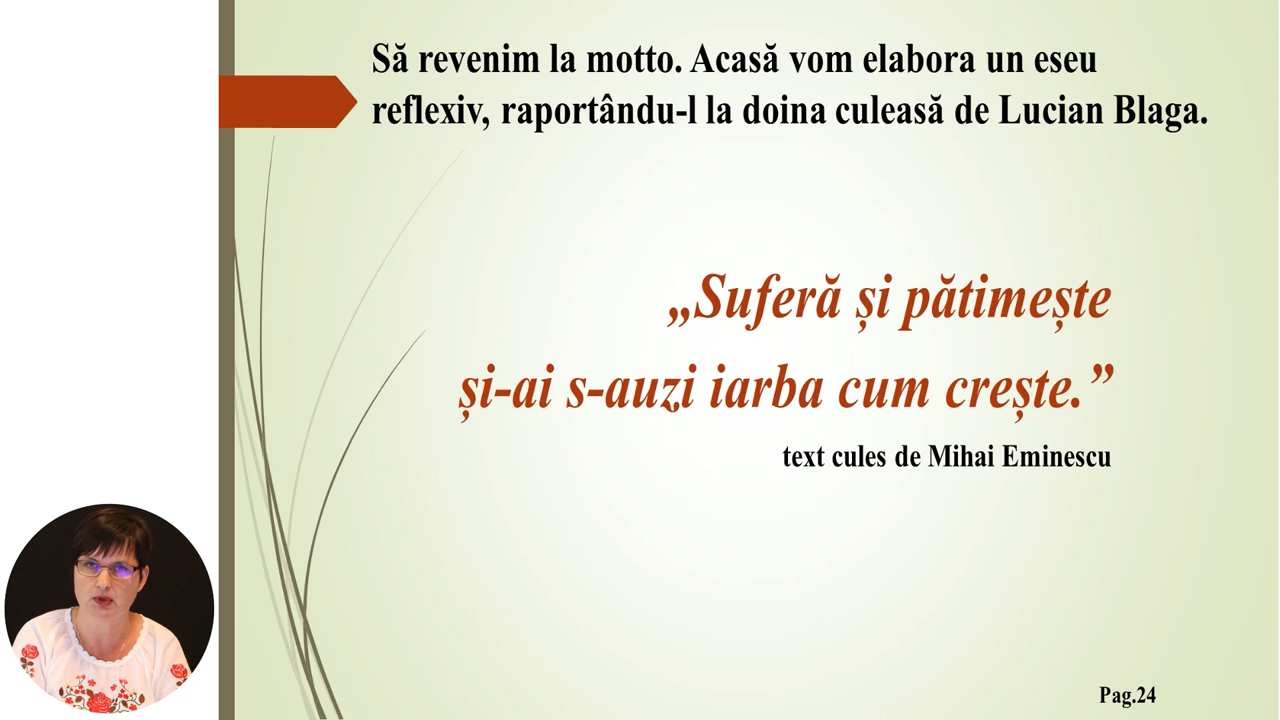 Să revenim la motto. Acasă vom elabora un eseu
reflexiv, raportându-l la doina culeasă de Lucian Blaga.
„Suferă și pătimește
și-ai s-auzi iarba cum crește.”
text cules de Mihai Eminescu
Pag.24